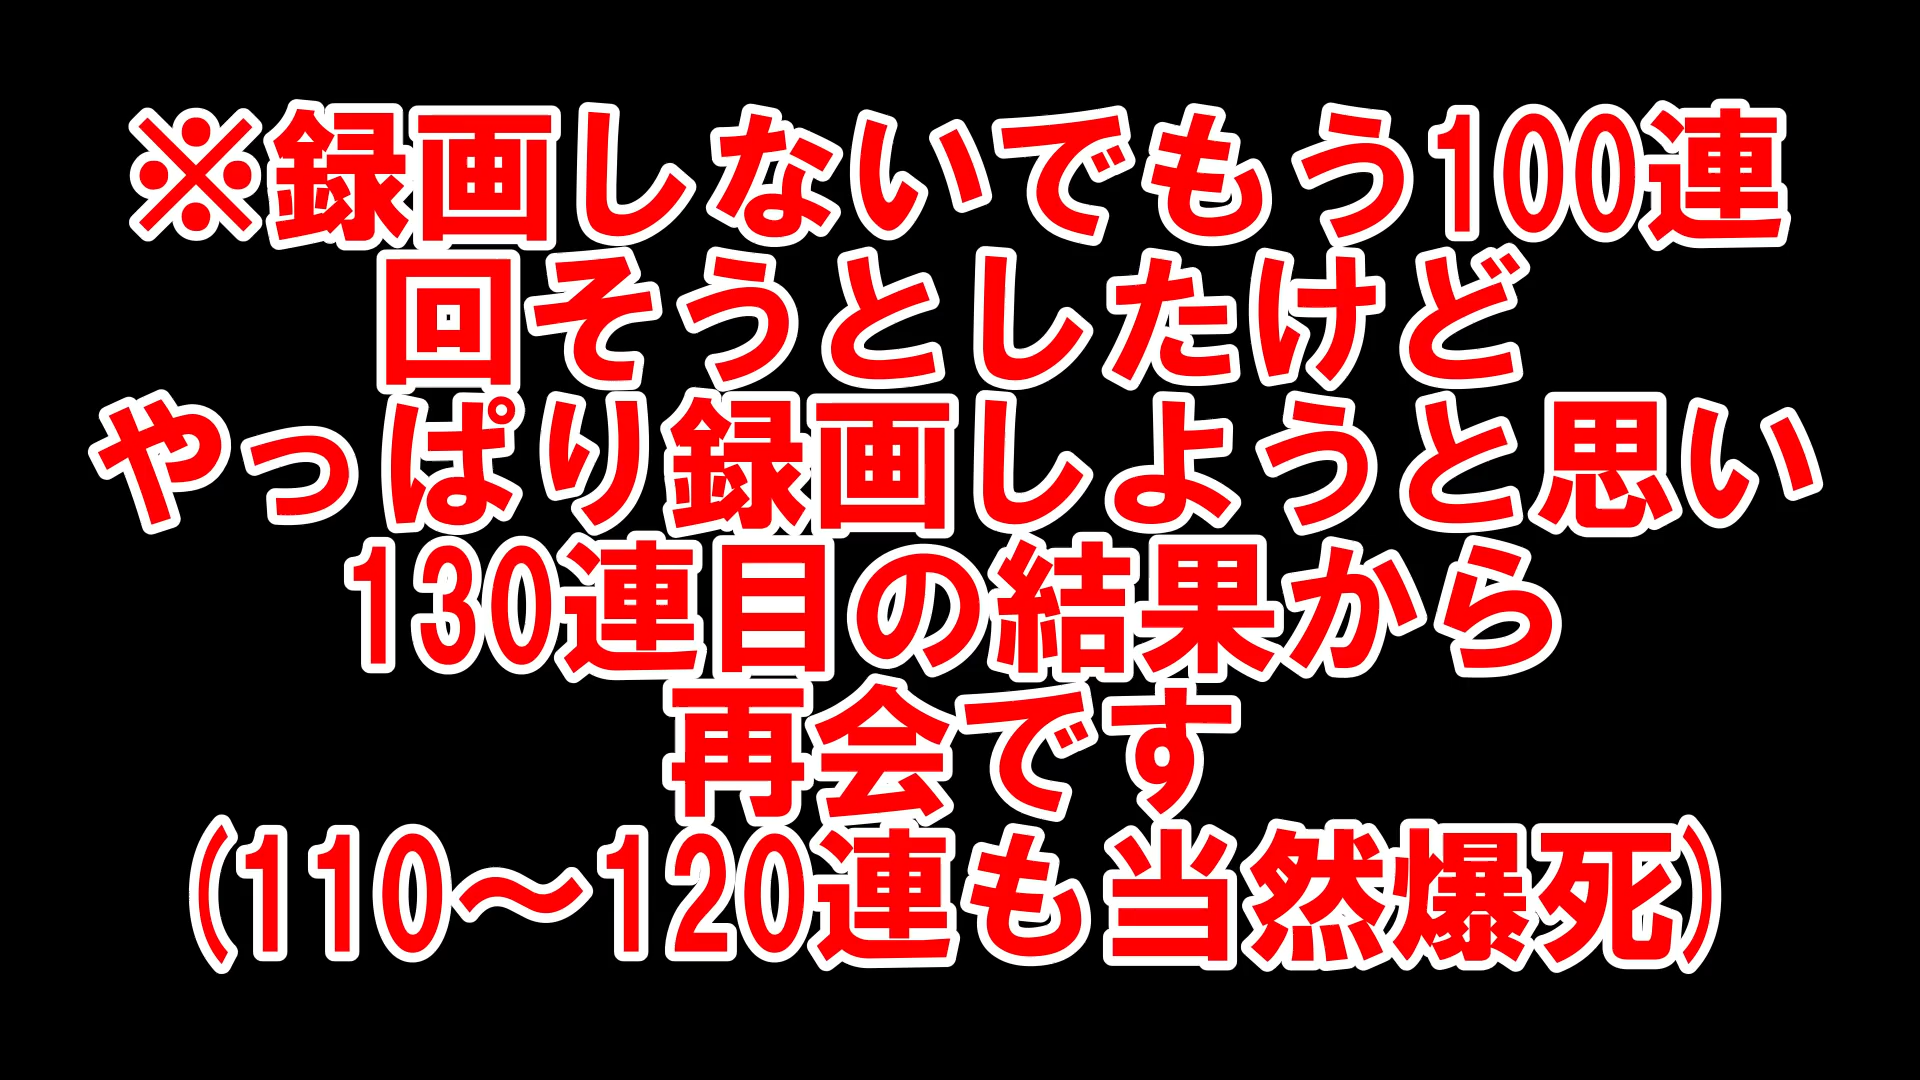 ※録画しないでもう100連
回そうとしたけど
やっぱり録画しようと思い
130連目の結果から
再会です
(110～120連も当然爆死)